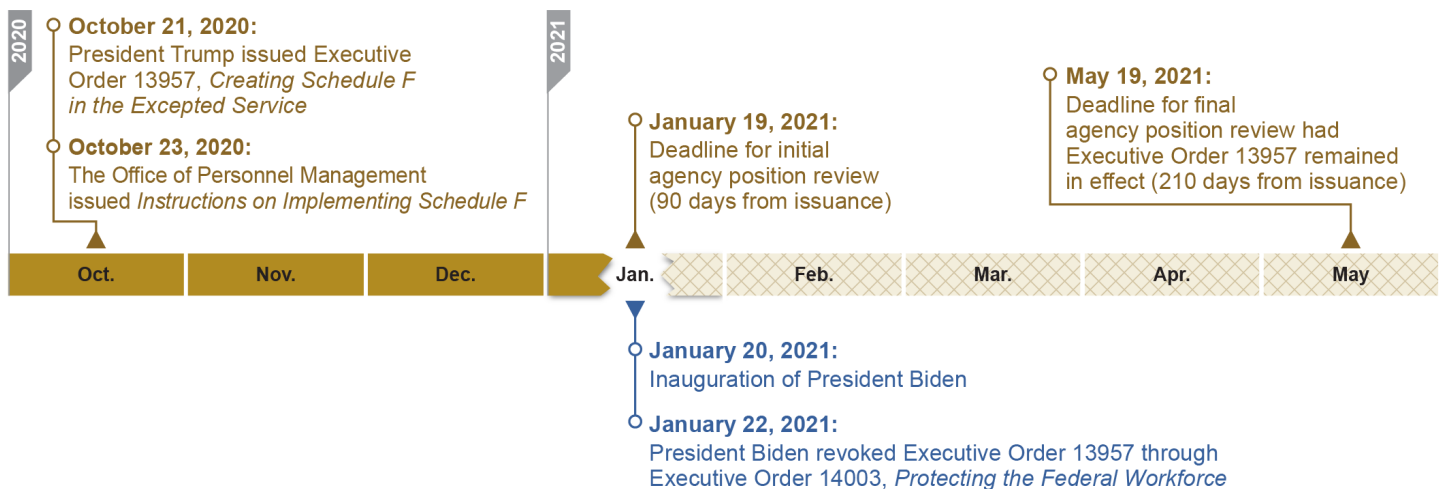 2020
October 21, 2020:
President Trump issued Executive
Order 13957, Creating Schedule F
in the Excepted Service
October 23, 2020:
The Office of Personnel Management
issued Instructions on Implementing Schedule F
2021
January 19, 2021:
Deadline for initial
agency position review
(90 days from issuance)
May 19, 2021:
Deadline for final
agency position review had
Executive Order 13957 remained
in effect (210 days from issuance)
Oct.
Nov.
Dec.
Jan.
Feb.
Mar.
Apr.
May
January 20, 2021:
Inauguration of President Biden
January 22, 2021:
President Biden revoked Executive Order 13957 through
Executive Order 14003, Protecting the Federal Workforce